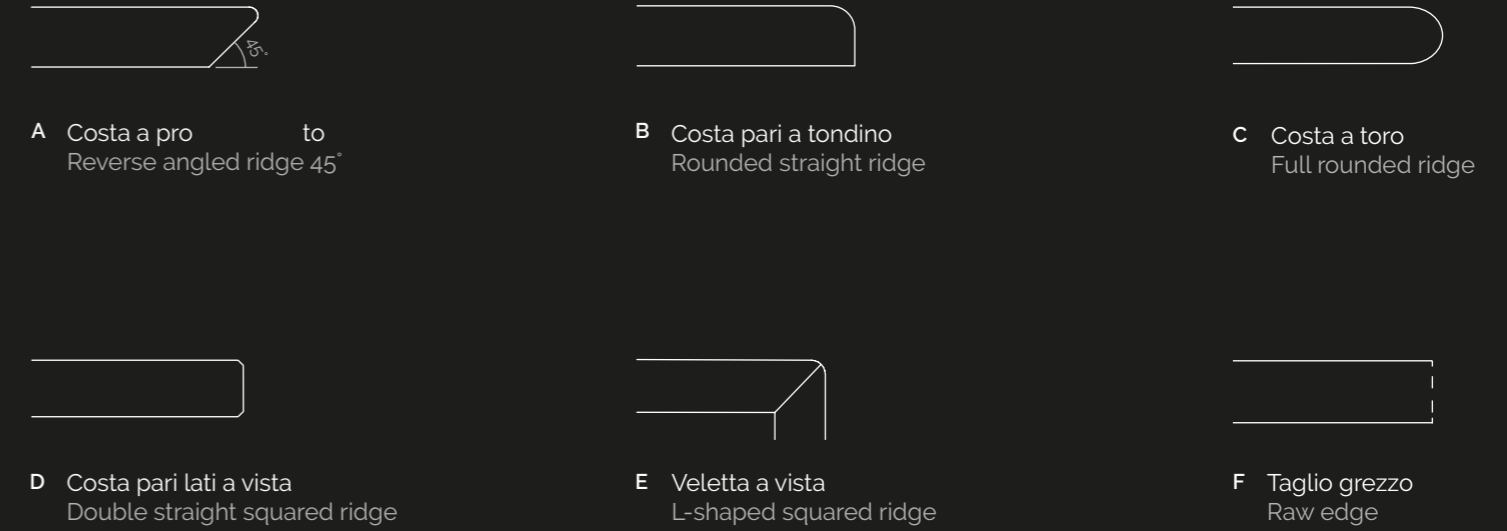 45°
A Costa a pro to
Reverse angled ridge 45°
B Costa pari a tondino
Rounded straight ridge
C Costa a toro
Full rounded ridge
D Costa pari lati a vista
Double straight squared ridge
E Veletta a vista
L-shaped squared ridge
F Taglio grezzo
Raw edge